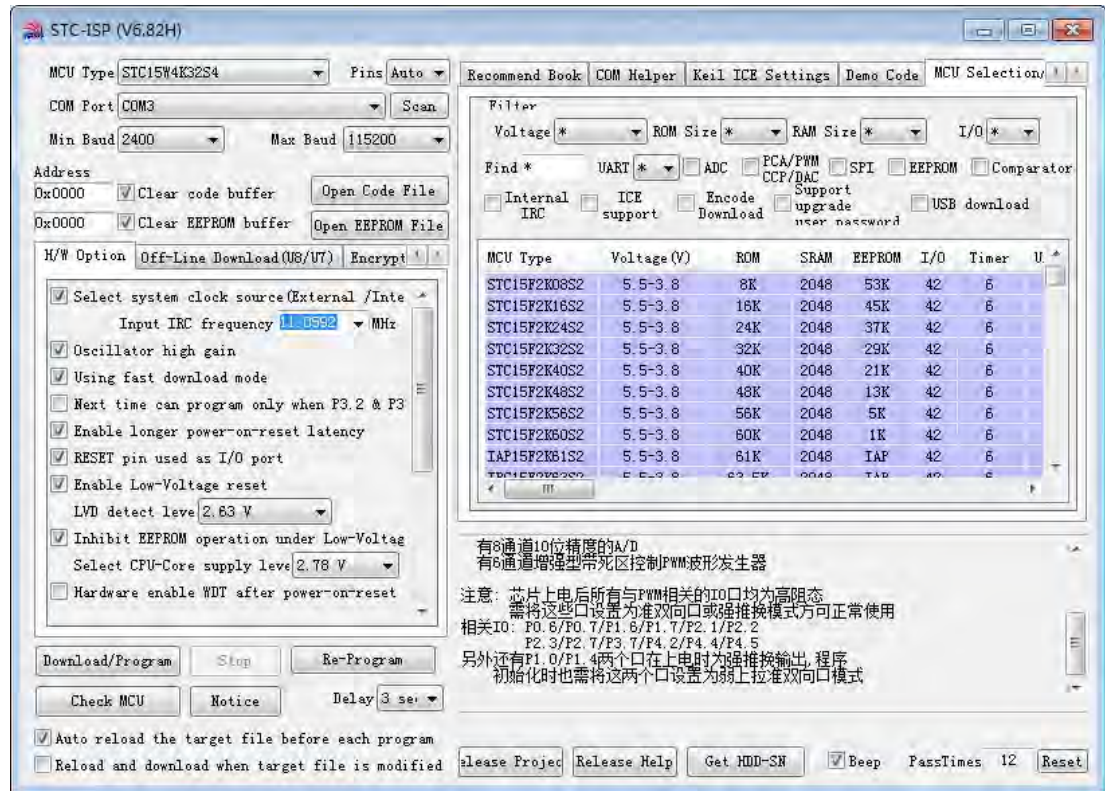 STC-ISP (V6.82H)
MCU Type STC15W4K32S4 Pins Auto
COM Port COM3 Scan
Min Baud 2400 Max Baud 115200
Address
0x0000 Clear code buffer Open Code File
0x0000 Clear EEPROM buffer Open EEPROM File
H/W Option Off-Line Download(U8/U7) Encrypt
Select system clock source(External /Inte
Input IRC frequency 11.0592 MHz
Oscillator high gain
Using fast download mode
Next time can program only when P3.2 & P3
Enable longer power-on-reset latency
RESET pin used as I/O port
Enable Low-Voltage reset
LVD detect leve 2.63 V
Inhibit EEPROM operation under Low-Voltag
Select CPU-Core supply leve 2.78 V
Hardware enable WDT after power-on-reset
Download/Program Stop Re-Program
Check MCU Notice Delay 3 se
Auto reload the target file before each program
Reload and download when target file is modified
Recommend Book COM Helper Keil ICE Settings Demo Code MCU Selection/
Filter
Voltage * ROM Size * RAM Size * I/O *
Find * UART * ADC PCA/PWM CCP/DAC SPI EEPROM Comparator
Internal IRC ICE support Encode Download Support upgrade user password USB download
MCU Type Voltage(V) ROM SRAM EEPROM I/O Timer U
STC15F2K08S2 5.5-3.8 8K 2048 53K 42 6
STC15F2K16S2 5.5-3.8 16K 2048 45K 42 6
STC15F2K24S2 5.5-3.8 24K 2048 37K 42 6
STC15F2K32S2 5.5-3.8 32K 2048 29K 42 6
STC15F2K40S2 5.5-3.8 40K 2048 21K 42 6
STC15F2K48S2 5.5-3.8 48K 2048 13K 42 6
STC15F2K56S2 5.5-3.8 56K 2048 5K 42 6
STC15F2K60S2 5.5-3.8 60K 2048 1K 42 6
IAP15F2K61S2 5.5-3.8 61K 2048 IAP 42 6
5.5-3.8 63.5K 2048 IAP 42 6
有8通道10位精度的A/D
有6通道增强型带死区控制PWM波形发生器
注意: 芯片上电后所有与PWM相关的IO口均为高阻态
需将这些口设置为准双向口或强推换模式方可正常使用
相关IO: P0.6/P0.7/P1.6/P1.7/P2.1/P2.2
P2.3/P2.7/P3.7/P4.2/P4.4/P4.5
另外还有P1.0/P1.4两个口在上电时为强推换输出,程序
初始化时也需将这两个口设置为弱上拉准双向口模式
elease Projec Release Help Get HDD-SN Beep PassTimes 12 Reset